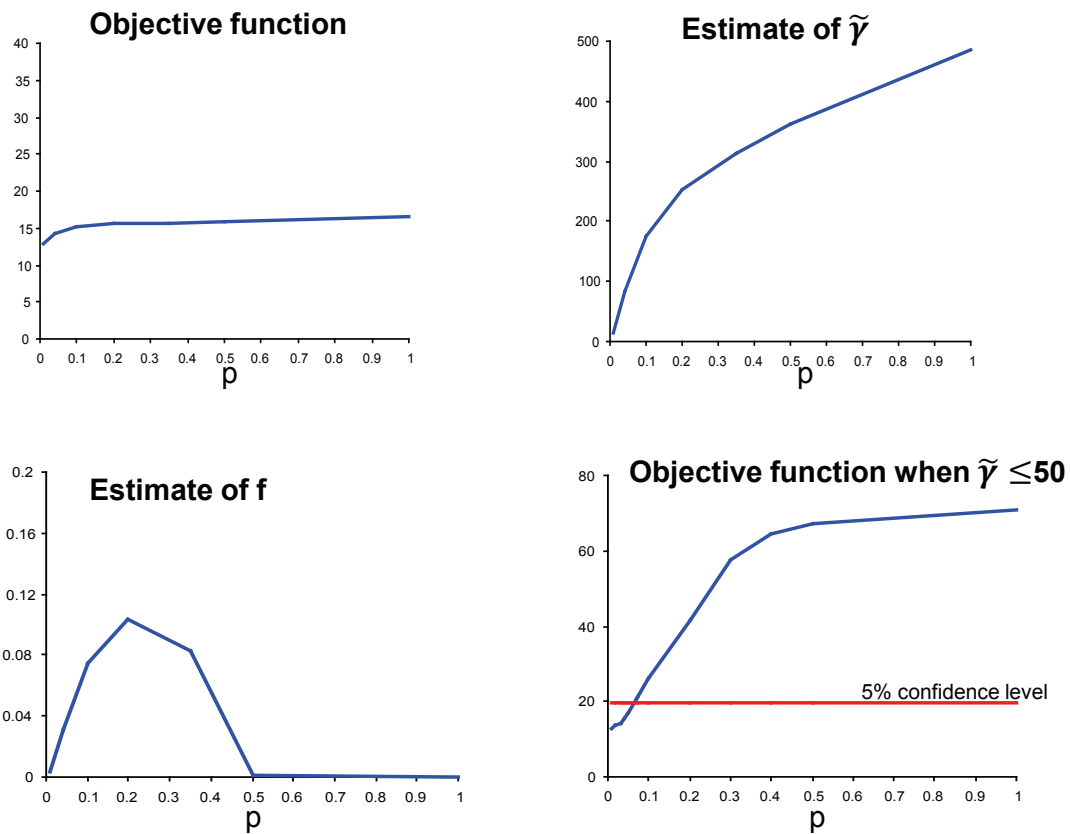 Objective function
40
35
30
25
20
15
10
5
0
0 0.1 0.2 0.3 0.4 0.5 0.6 0.7 0.8 0.9 1
p
Estimate of γ̃
500
400
300
200
100
0
0 0.1 0.2 0.3 0.4 0.5 0.6 0.7 0.8 0.9 1
p
Estimate of f
0.2
0.16
0.12
0.08
0.04
0
0 0.1 0.2 0.3 0.4 0.5 0.6 0.7 0.8 0.9 1
p
Objective function when γ̃ ≤50
80
60
40
20
0
5% confidence level
0 0.1 0.2 0.3 0.4 0.5 0.6 0.7 0.8 0.9 1
p